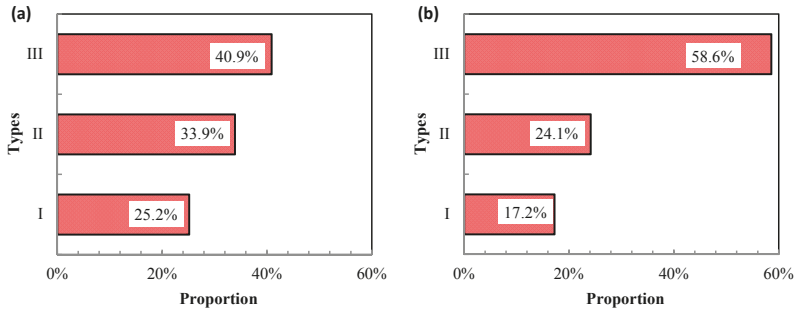 (a)
III
40.9%
Types
II
33.9%
I
25.2%
0%
20%
40%
60%
Proportion
(b)
III
58.6%
Types
II
24.1%
I
17.2%
0%
20%
40%
60%
Proportion